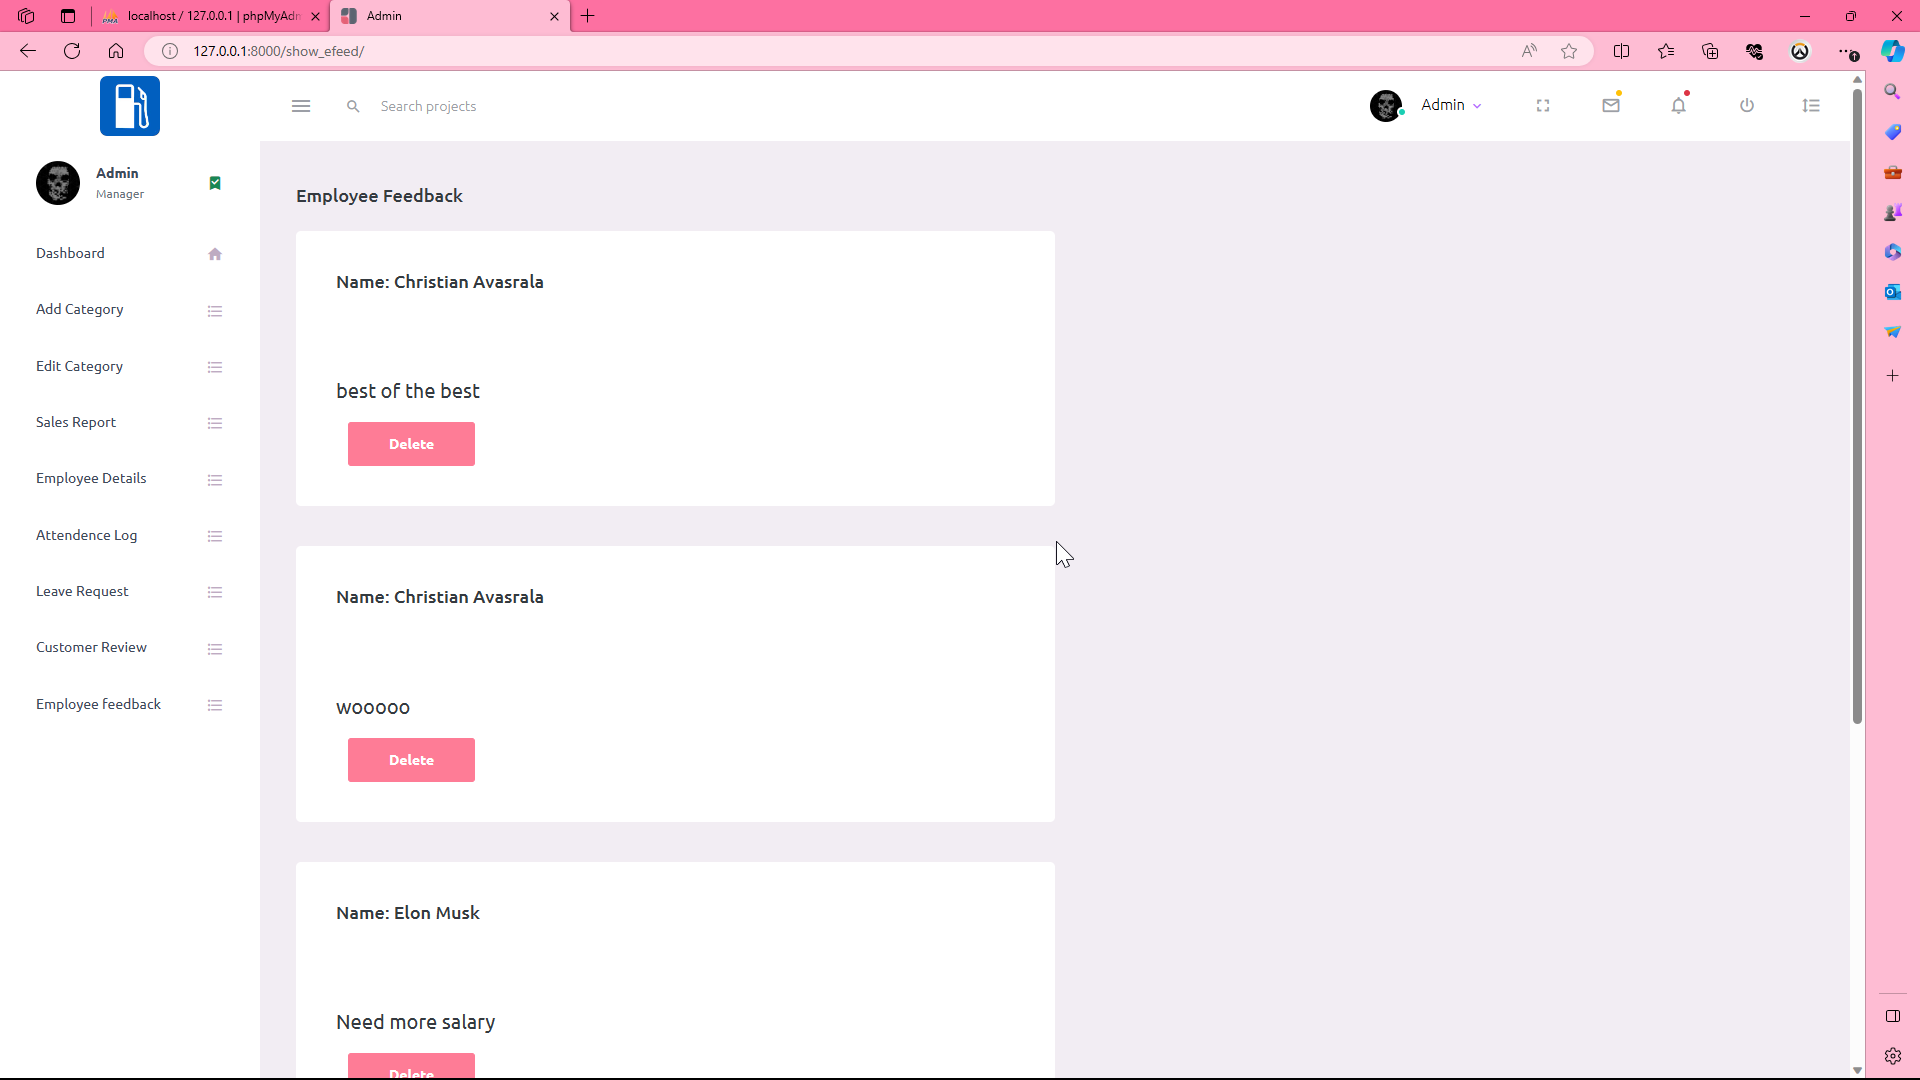 localhost / 127.0.0.1 | phpMyAdm
Admin
127.0.0.1:8000/show_efeed/
Search projects
Admin
Admin
Manager
Dashboard
Add Category
Edit Category
Sales Report
Employee Details
Attendence Log
Leave Request
Customer Review
Employee feedback
Employee Feedback
Name: Christian Avasrala
best of the best
Delete
Name: Christian Avasrala
wooooo
Delete
Name: Elon Musk
Need more salary
Delete